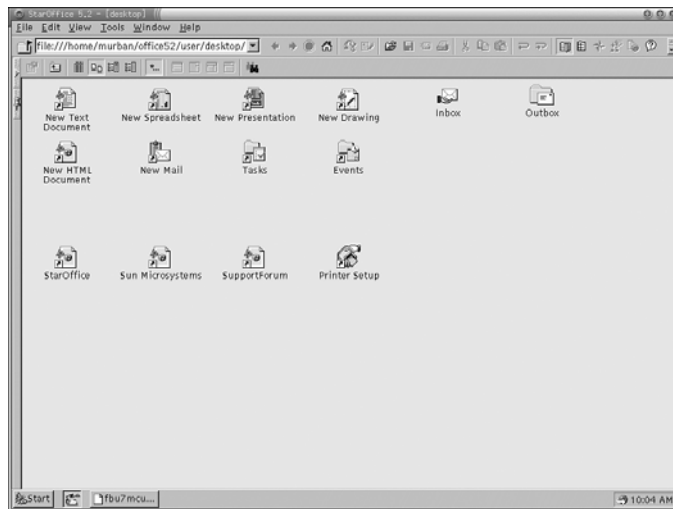 StarOffice 5.2 - [desktop]
File Edit View Tools Window Help
file:///home/murban/office52/user/desktop/
New Text Document
New Spreadsheet
New Presentation
New Drawing
Inbox
Outbox
New HTML Document
New Mail
Tasks
Events
StarOffice
Sun Microsystems
SupportForum
Printer Setup
Start
fbu7mcu...
10:04 AM